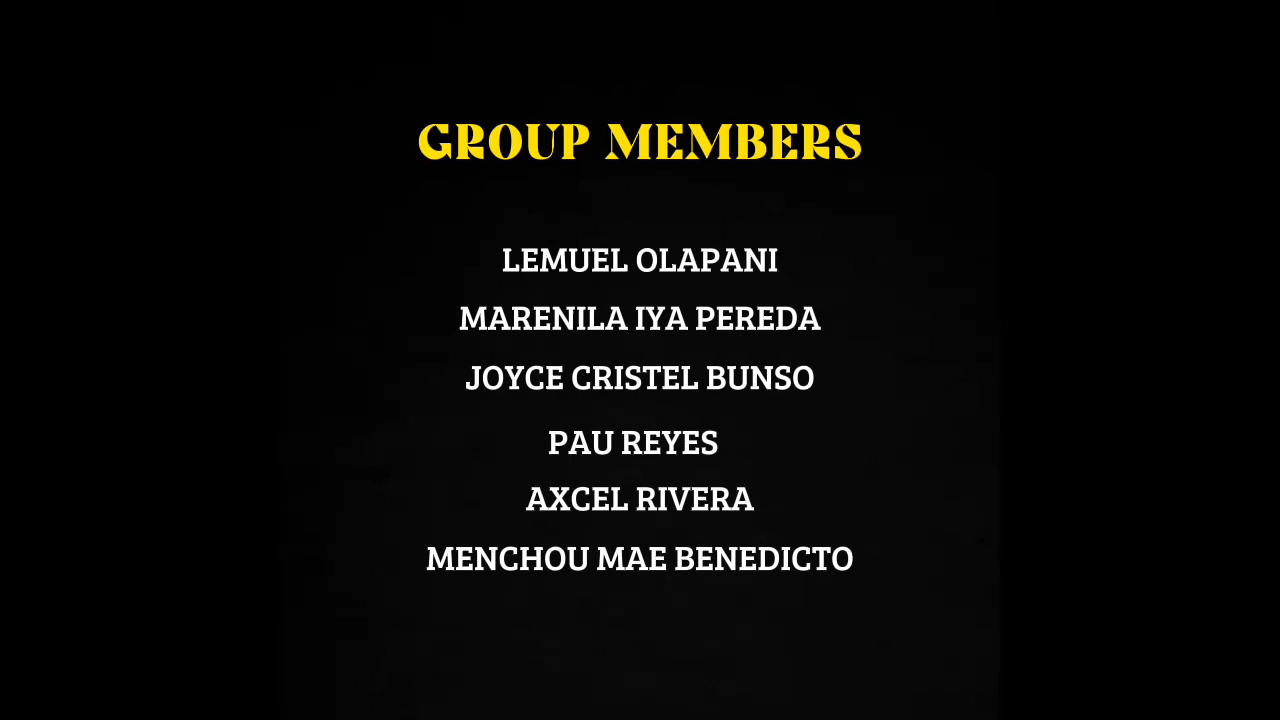 GROUP MEMBERS
LEMUEL OLAPANI
MARENILA IYA PEREDA
JOYCE CRISTEL BUNSO
PAU REYES
AXCEL RIVERA
MENCHOU MAE BENEDICTO